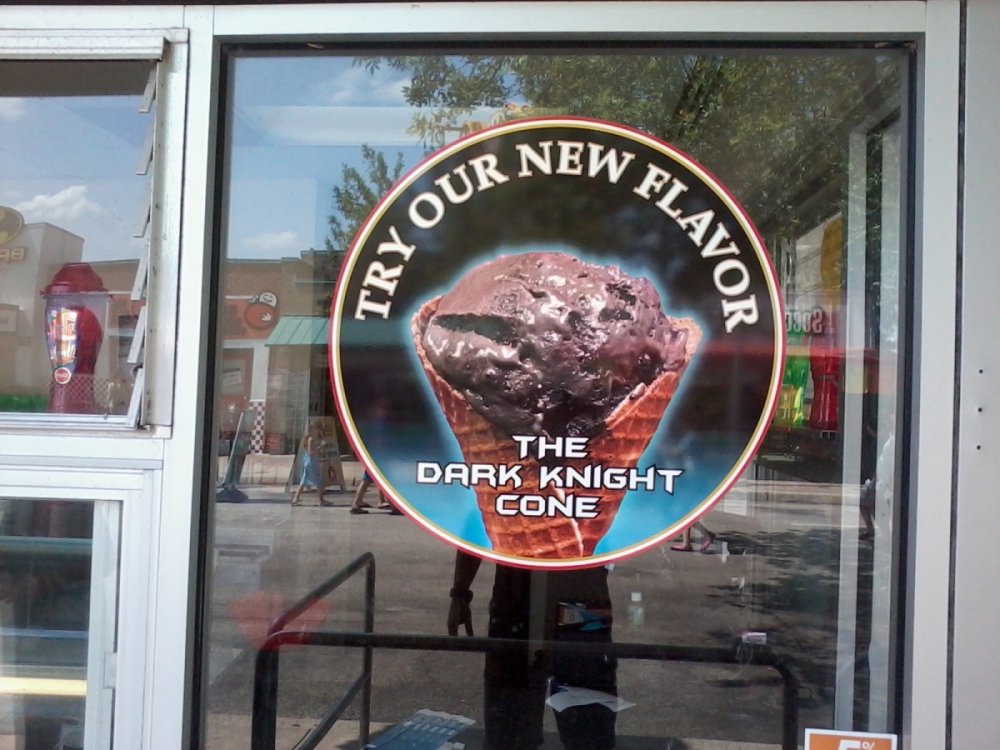 TRY OUR NEW FLAVOR
THE
DARK KNIGHT
CONE